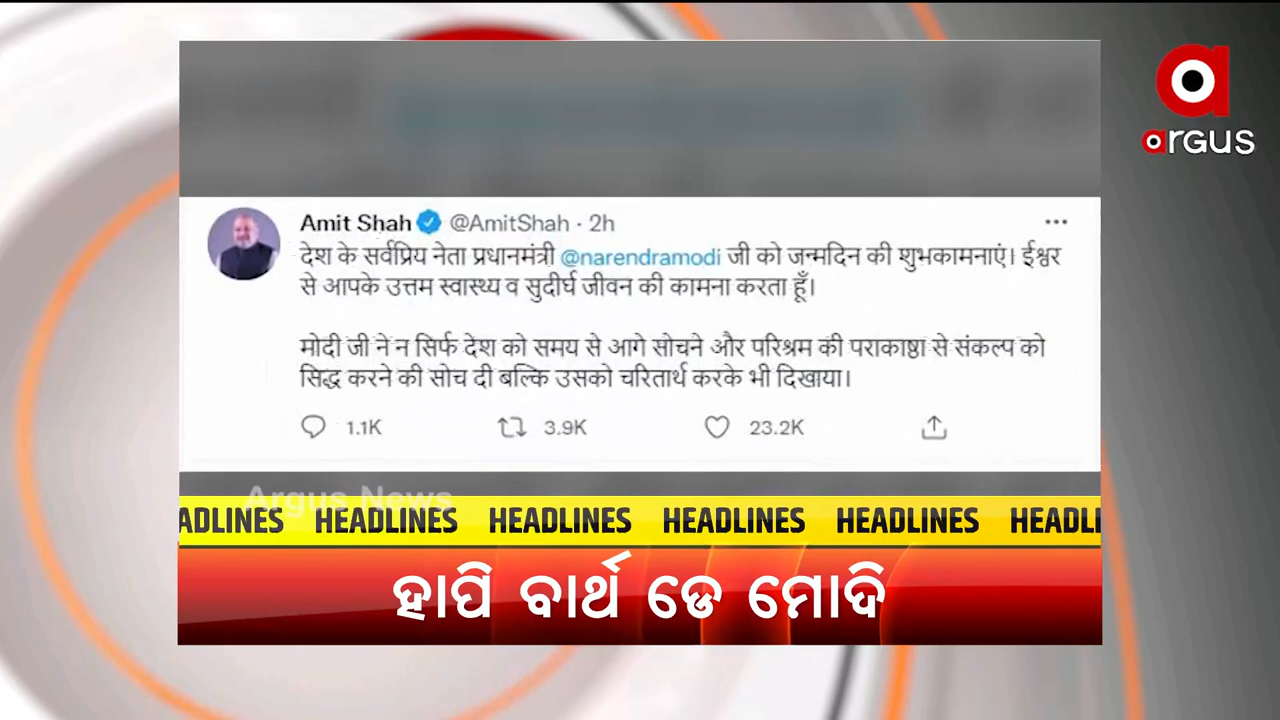 argus
Amit Shah @AmitShah · 2h
देश के सर्वप्रिय नेता प्रधानमंत्री @narendramodi जी को जन्मदिन की शुभकामनाएं। ईश्वर
से आपके उत्तम स्वास्थ्य व सुदीर्घ जीवन की कामना करता हूँ।
मोदी जी ने न सिर्फ देश को समय से आगे सोचने और परिश्रम की पराकाष्ठा से संकल्प को
सिद्ध करने की सोच दी बल्कि उसको चरितार्थ करके भी दिखाया।
1.1K 3.9K 23.2K
Argus News
ADLINES HEADLINES HEADLINES HEADLINES HEADLINES HEADLI
ହାପି ବାର୍ଥ ଡେ ମୋଦି